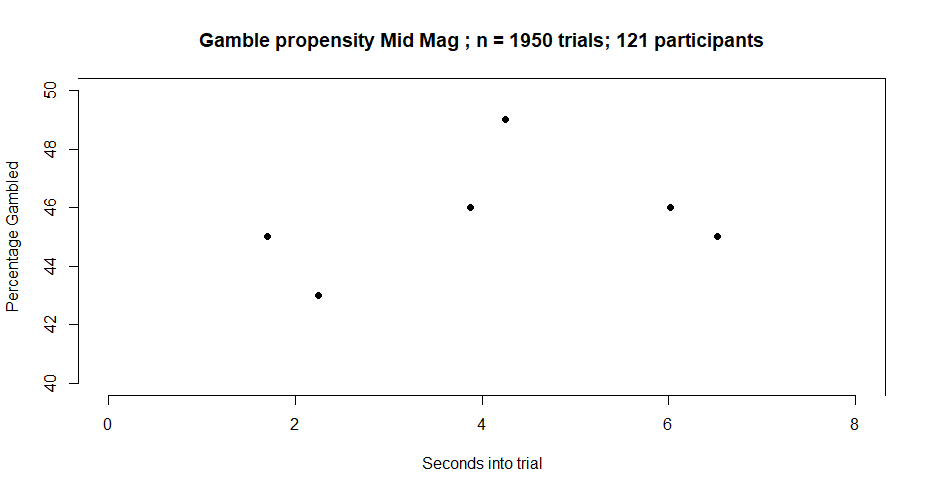 Gamble propensity Mid Mag ; n = 1950 trials; 121 participants
Percentage Gambled
50
48
46
44
42
40
0 2 4 6 8
Seconds into trial